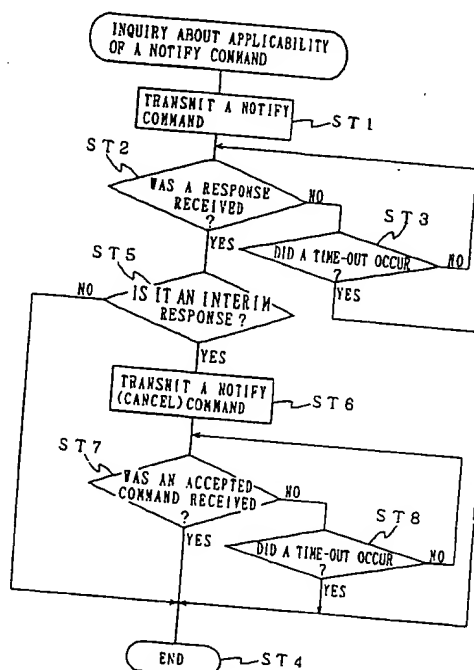 INQUIRY ABOUT APPLICABILITY
OF A NOTIFY COMMAND
TRANSMIT A NOTIFY
COMMAND
ST1
ST2
WAS A RESPONSE
RECEIVED
?
NO
YES
ST3
DID A TIME-OUT OCCUR
?
NO
YES
ST5
IS IT AN INTERIM
RESPONSE ?
NO
YES
TRANSMIT A NOTIFY
(CANCEL) COMMAND
ST6
ST7
WAS AN ACCEPTED
COMMAND RECEIVED
?
NO
YES
ST8
DID A TIME-OUT OCCUR
?
NO
YES
END
ST4